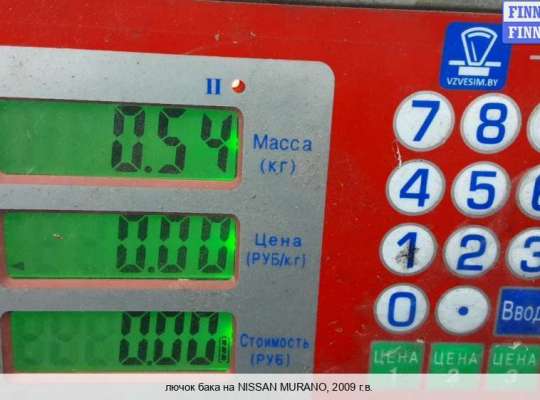 FINN
FINN
VZVESIM.BY
II
0.54
Масса
(кг)
7 8
4 5 6
0.00
Цена
(РУБ/кг)
1 2 3
0 . Ввод
0.00
Стоимость
(РУБ)
ЦЕНА 1
ЦЕНА 2
ЦЕНА 3
лючок бака на NISSAN MURANO, 2009 г.в.